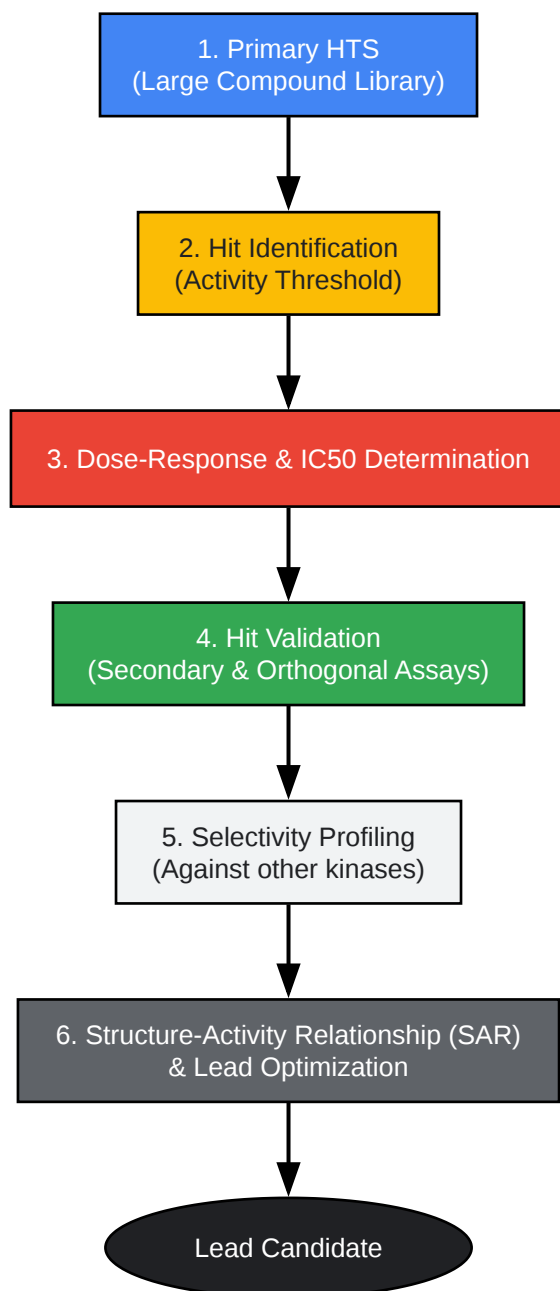 1. Primary HTS
(Large Compound Library)
2. Hit Identification
(Activity Threshold)
3. Dose-Response & IC50 Determination
4. Hit Validation
(Secondary & Orthogonal Assays)
5. Selectivity Profiling
(Against other kinases)
6. Structure-Activity Relationship (SAR)
& Lead Optimization
Lead Candidate